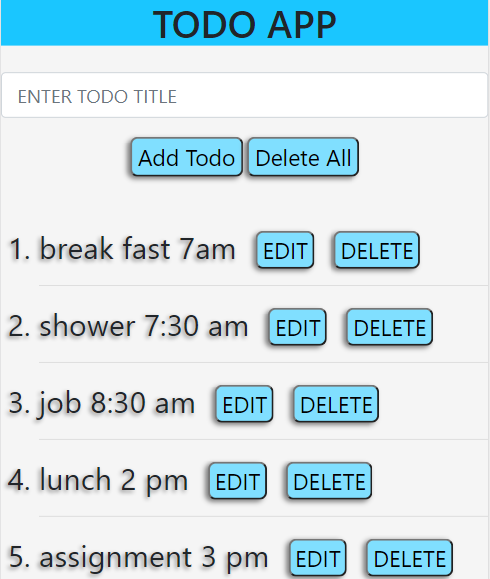 TODO APP
ENTER TODO TITLE
Add Todo Delete All
1. break fast 7am EDIT DELETE
2. shower 7:30 am EDIT DELETE
3. job 8:30 am EDIT DELETE
4. lunch 2 pm EDIT DELETE
5. assignment 3 pm EDIT DELETE